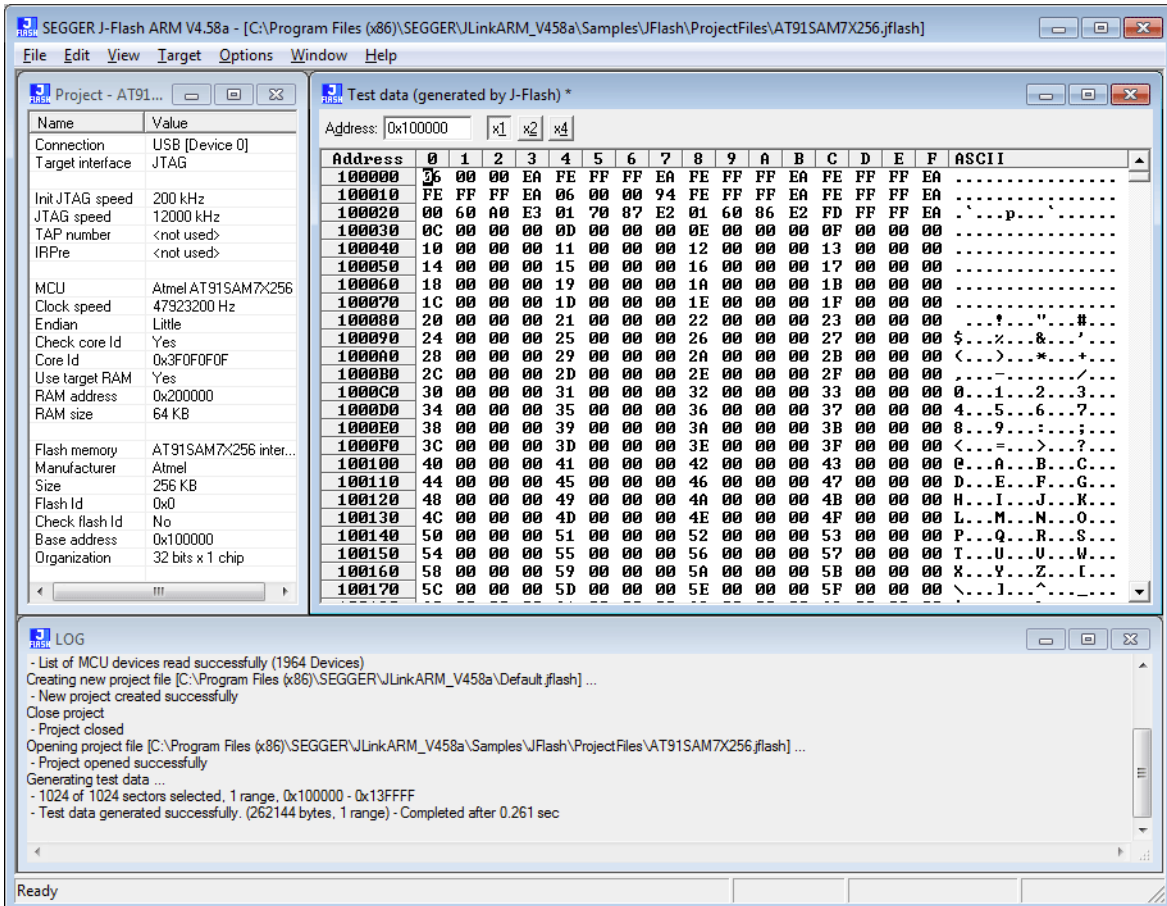 SEGGER J-Flash ARM V4.58a - [C:\Program Files (x86)\SEGGER\JLinkARM_V458a\Samples\JFlash\ProjectFiles\AT91SAM7X256.jflash]
File Edit View Target Options Window Help
Project - AT91...
Name Value
Connection USB [Device 0]
Target interface JTAG
Init JTAG speed 200 kHz
JTAG speed 12000 kHz
TAP number <not used>
IRPre <not used>
MCU Atmel AT91SAM7X256
Clock speed 47923200 Hz
Endian Little
Check core Id Yes
Core Id 0x3F0F0F0F
Use target RAM Yes
RAM address 0x200000
RAM size 64 KB
Flash memory AT91SAM7X256 inter...
Manufacturer Atmel
Size 256 KB
Flash Id 0x0
Check flash Id No
Base address 0x100000
Organization 32 bits x 1 chip
Test data (generated by J-Flash) *
Address: 0x100000 x1 x2 x4
Address 0 1 2 3 4 5 6 7 8 9 A B C D E F ASCII
100000 06 00 00 EA FE FF FF EA FE FF FF EA FE FF FF EA ................
100010 FE FF FF EA 06 00 00 94 FE FF FF EA FE FF FF EA ................
100020 00 60 A0 E3 01 70 87 E2 01 60 86 E2 FD FF FF EA .`...p...`......
100030 0C 00 00 00 0D 00 00 00 0E 00 00 00 0F 00 00 00 ................
100040 10 00 00 00 11 00 00 00 12 00 00 00 13 00 00 00 ................
100050 14 00 00 00 15 00 00 00 16 00 00 00 17 00 00 00 ................
100060 18 00 00 00 19 00 00 00 1A 00 00 00 1B 00 00 00 ................
100070 1C 00 00 00 1D 00 00 00 1E 00 00 00 1F 00 00 00 ................
100080 20 00 00 00 21 00 00 00 22 00 00 00 23 00 00 00  ...!..."...#...
100090 24 00 00 00 25 00 00 00 26 00 00 00 27 00 00 00 $...%...&...'...
1000A0 28 00 00 00 29 00 00 00 2A 00 00 00 2B 00 00 00 (...)...*...+...
1000B0 2C 00 00 00 2D 00 00 00 2E 00 00 00 2F 00 00 00 ,...-......./...
1000C0 30 00 00 00 31 00 00 00 32 00 00 00 33 00 00 00 0...1...2...3...
1000D0 34 00 00 00 35 00 00 00 36 00 00 00 37 00 00 00 4...5...6...7...
1000E0 38 00 00 00 39 00 00 00 3A 00 00 00 3B 00 00 00 8...9...:...;...
1000F0 3C 00 00 00 3D 00 00 00 3E 00 00 00 3F 00 00 00 <...=...>...?...
100100 40 00 00 00 41 00 00 00 42 00 00 00 43 00 00 00 @...A...B...C...
100110 44 00 00 00 45 00 00 00 46 00 00 00 47 00 00 00 D...E...F...G...
100120 48 00 00 00 49 00 00 00 4A 00 00 00 4B 00 00 00 H...I...J...K...
100130 4C 00 00 00 4D 00 00 00 4E 00 00 00 4F 00 00 00 L...M...N...O...
100140 50 00 00 00 51 00 00 00 52 00 00 00 53 00 00 00 P...Q...R...S...
100150 54 00 00 00 55 00 00 00 56 00 00 00 57 00 00 00 T...U...V...W...
100160 58 00 00 00 59 00 00 00 5A 00 00 00 5B 00 00 00 X...Y...Z...[...
100170 5C 00 00 00 5D 00 00 00 5E 00 00 00 5F 00 00 00 \...]...^..._...
LOG
- List of MCU devices read successfully (1964 Devices)
Creating new project file [C:\Program Files (x86)\SEGGER\JLinkARM_V458a\Default.jflash] ...
- New project created successfully
Close project
- Project closed
Opening project file [C:\Program Files (x86)\SEGGER\JLinkARM_V458a\Samples\JFlash\ProjectFiles\AT91SAM7X256.jflash] ...
- Project opened successfully
Generating test data ...
- 1024 of 1024 sectors selected, 1 range, 0x100000 - 0x13FFFF
- Test data generated successfully. (262144 bytes, 1 range) - Completed after 0.261 sec
Ready